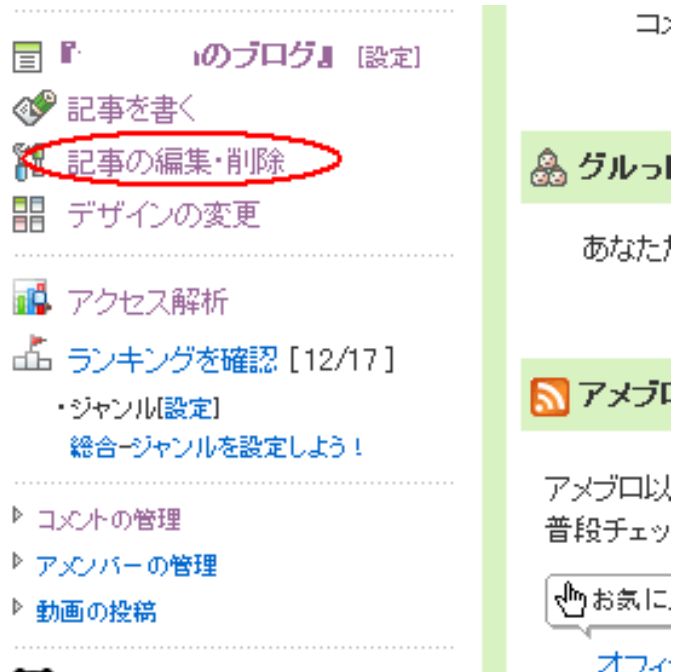 のブログ』 [設定]
記事を書く
記事の編集・削除
デザインの変更
アクセス解析
ランキングを確認 [12/17]
・ジャンル[設定]
総合-ジャンルを設定しよう！
コメントの管理
アメンバーの管理
動画の投稿
コメ
グルっ
あなたが
アメブロ
アメブロ以
普段チェッ
お気に
オフィ